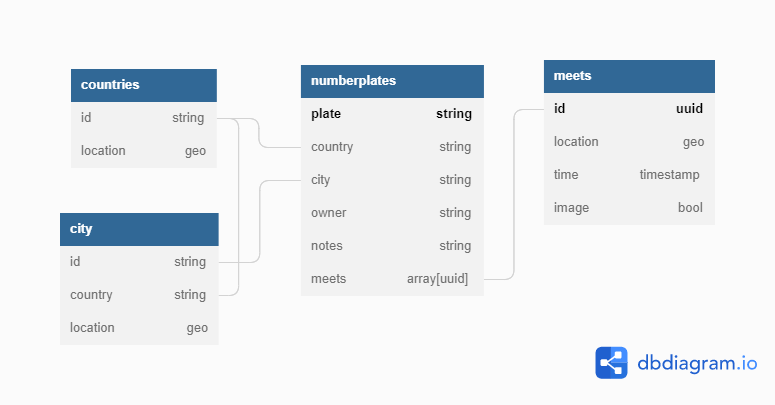 countries
id string
location geo
city
id string
country string
location geo
numberplates
plate string
country string
city string
owner string
notes string
meets array[uuid]
meets
id uuid
location geo
time timestamp
image bool
dbdiagram.io